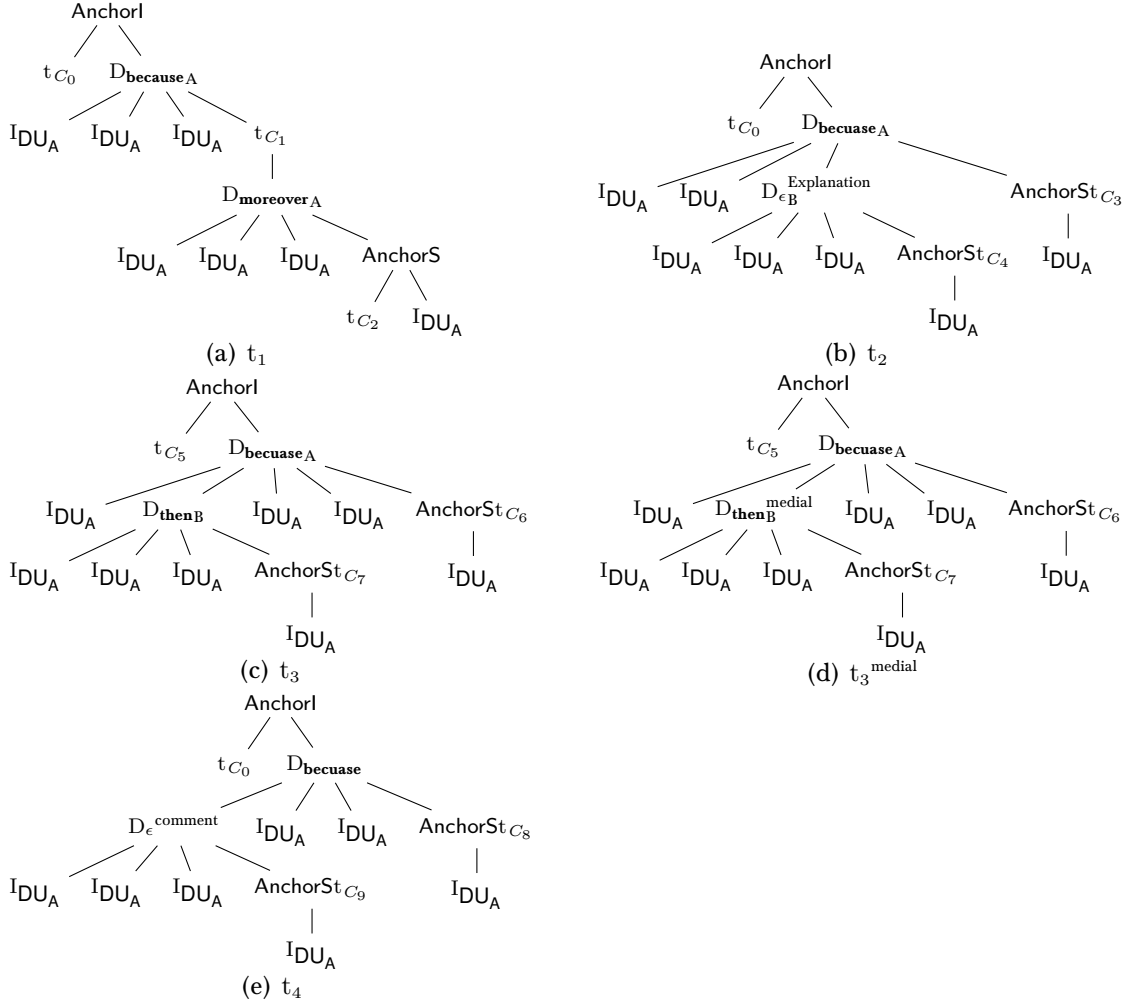 AnchorI
t_{C_0} D_{because A}
I_{DU_A} I_{DU_A} I_{DU_A} t_{C_1}
D_{moreover A}
I_{DU_A} I_{DU_A} I_{DU_A} AnchorS
t_{C_2} I_{DU_A}
(a) t_1
AnchorI
t_{C_0} D_{becuase A}
I_{DU_A} I_{DU_A} D_{ϵ_B}^{Explanation} AnchorSt_{C_3}
I_{DU_A} I_{DU_A} I_{DU_A} AnchorSt_{C_4} I_{DU_A}
I_{DU_A}
(b) t_2
AnchorI
t_{C_5} D_{becuase A}
I_{DU_A} D_{then B} I_{DU_A} I_{DU_A} AnchorSt_{C_6}
I_{DU_A} I_{DU_A} I_{DU_A} AnchorSt_{C_7} I_{DU_A}
I_{DU_A}
(c) t_3
AnchorI
t_{C_5} D_{becuase A}
I_{DU_A} D_{then B}^{medial} I_{DU_A} I_{DU_A} AnchorSt_{C_6}
I_{DU_A} I_{DU_A} I_{DU_A} AnchorSt_{C_7} I_{DU_A}
I_{DU_A}
(d) t_3^{medial}
AnchorI
t_{C_0} D_{becuase}
D_ϵ^{comment} I_{DU_A} I_{DU_A} AnchorSt_{C_8}
I_{DU_A} I_{DU_A} I_{DU_A} AnchorSt_{C_9} I_{DU_A}
I_{DU_A}
(e) t_4